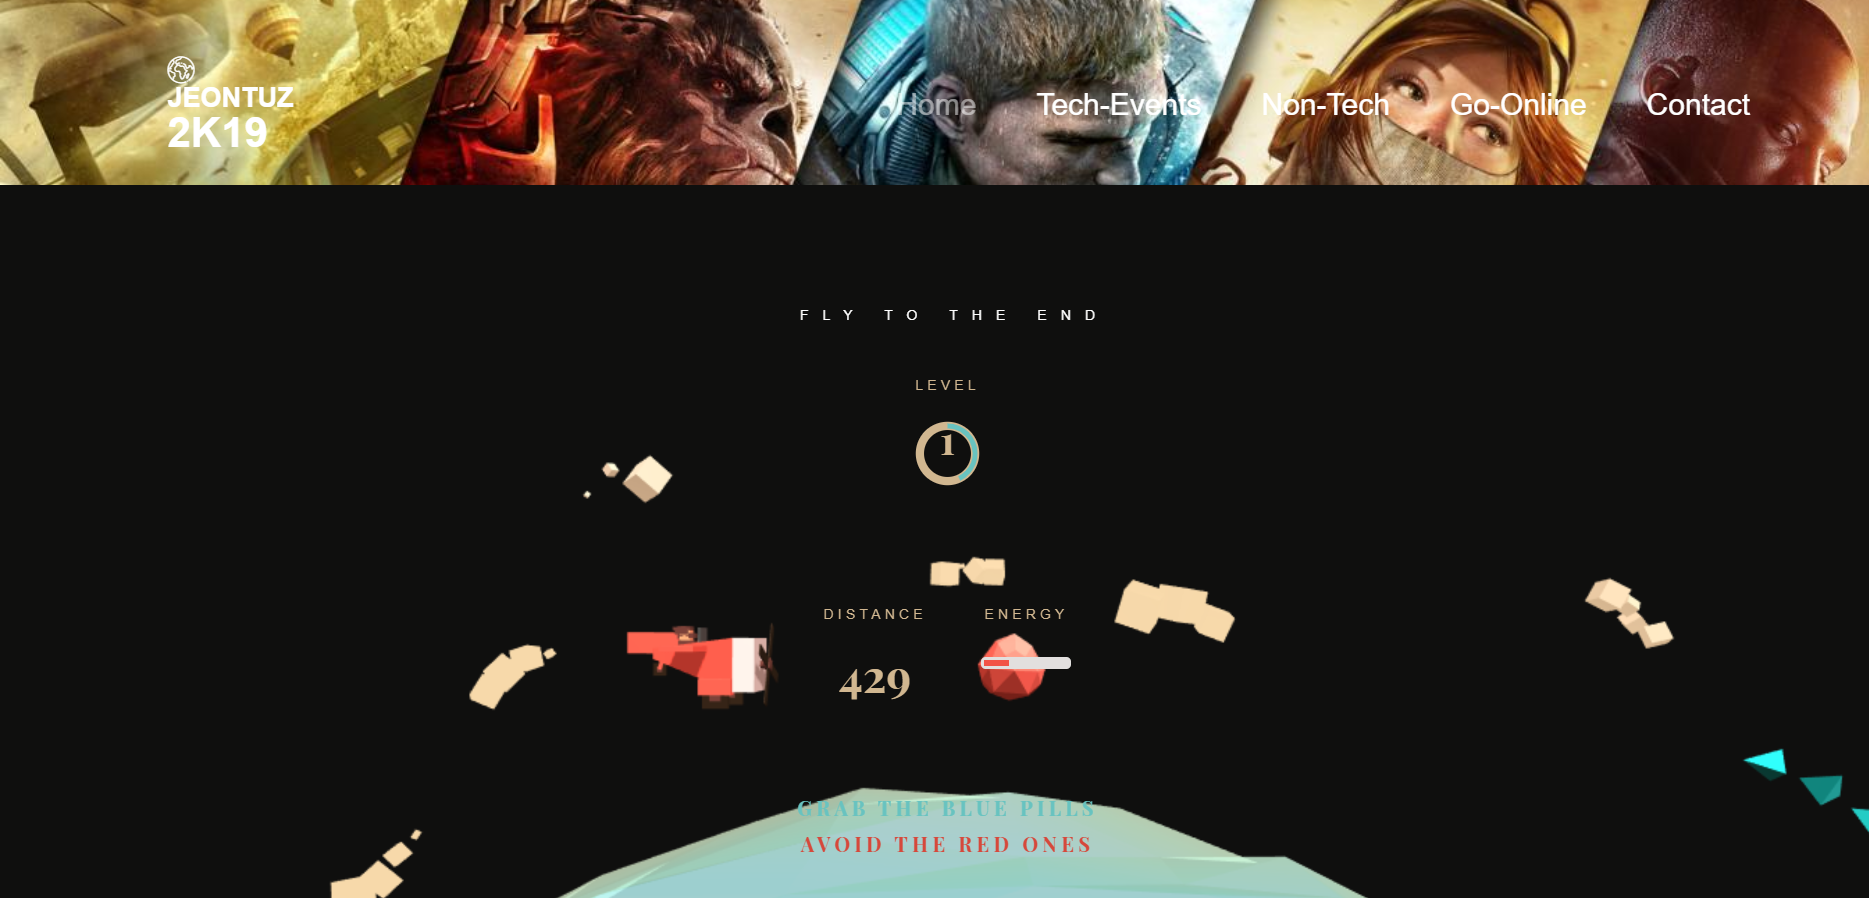 JEONTUZ
2K19
Home Tech-Events Non-Tech Go-Online Contact
FLY TO THE END
LEVEL
1
DISTANCE ENERGY
429
GRAB THE BLUE PILLS
AVOID THE RED ONES